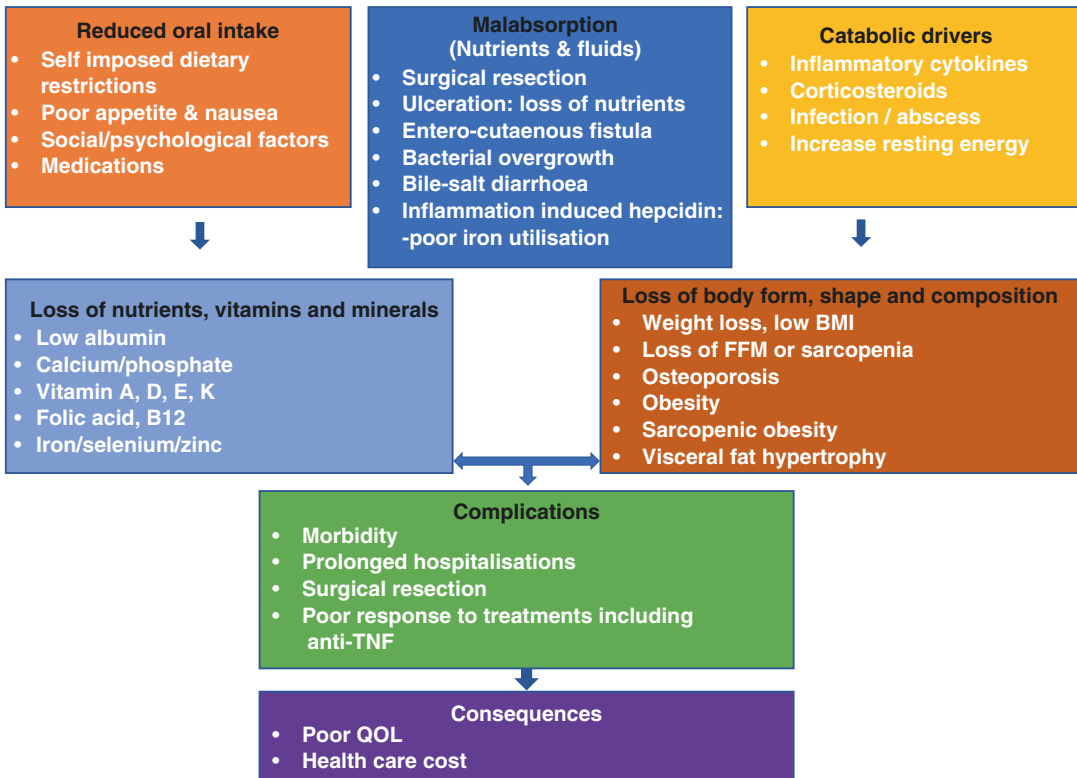 Reduced oral intake
• Self imposed dietary
restrictions
• Poor appetite & nausea
• Social/psychological factors
• Medications
Malabsorption
(Nutrients & fluids)
• Surgical resection
• Ulceration: loss of nutrients
• Entero-cutaenous fistula
• Bacterial overgrowth
• Bile-salt diarrhoea
• Inflammation induced hepcidin:
-poor iron utilisation
Catabolic drivers
• Inflammatory cytokines
• Corticosteroids
• Infection / abscess
• Increase resting energy
Loss of nutrients, vitamins and minerals
• Low albumin
• Calcium/phosphate
• Vitamin A, D, E, K
• Folic acid, B12
• Iron/selenium/zinc
Loss of body form, shape and composition
• Weight loss, low BMI
• Loss of FFM or sarcopenia
• Osteoporosis
• Obesity
• Sarcopenic obesity
• Visceral fat hypertrophy
Complications
• Morbidity
• Prolonged hospitalisations
• Surgical resection
• Poor response to treatments including
anti-TNF
Consequences
• Poor QOL
• Health care cost